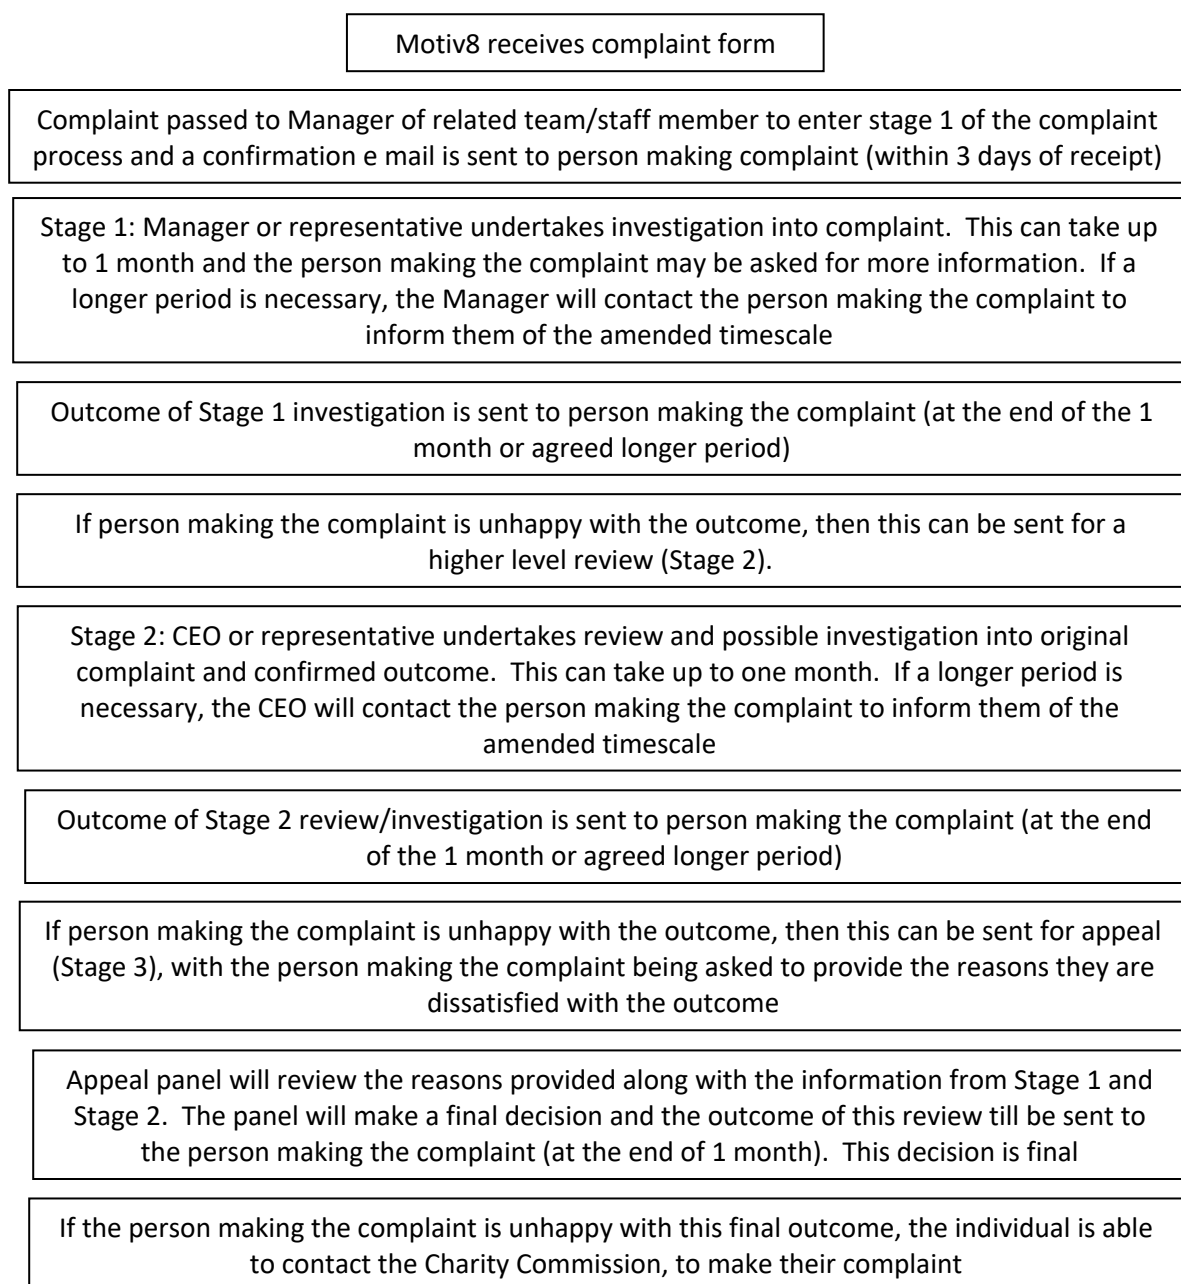 Motiv8 receives complaint form
Complaint passed to Manager of related team/staff member to enter stage 1 of the complaint
process and a confirmation e mail is sent to person making complaint (within 3 days of receipt)
Stage 1: Manager or representative undertakes investigation into complaint.  This can take up
to 1 month and the person making the complaint may be asked for more information.  If a
longer period is necessary, the Manager will contact the person making the complaint to
inform them of the amended timescale
Outcome of Stage 1 investigation is sent to person making the complaint (at the end of the 1
month or agreed longer period)
If person making the complaint is unhappy with the outcome, then this can be sent for a
higher level review (Stage 2).
Stage 2: CEO or representative undertakes review and possible investigation into original
complaint and confirmed outcome.  This can take up to one month.  If a longer period is
necessary, the CEO will contact the person making the complaint to inform them of the
amended timescale
Outcome of Stage 2 review/investigation is sent to person making the complaint (at the end
of the 1 month or agreed longer period)
If person making the complaint is unhappy with the outcome, then this can be sent for appeal
(Stage 3), with the person making the complaint being asked to provide the reasons they are
dissatisfied with the outcome
Appeal panel will review the reasons provided along with the information from Stage 1 and
Stage 2.  The panel will make a final decision and the outcome of this review till be sent to
the person making the complaint (at the end of 1 month).  This decision is final
If the person making the complaint is unhappy with this final outcome, the individual is able
to contact the Charity Commission, to make their complaint